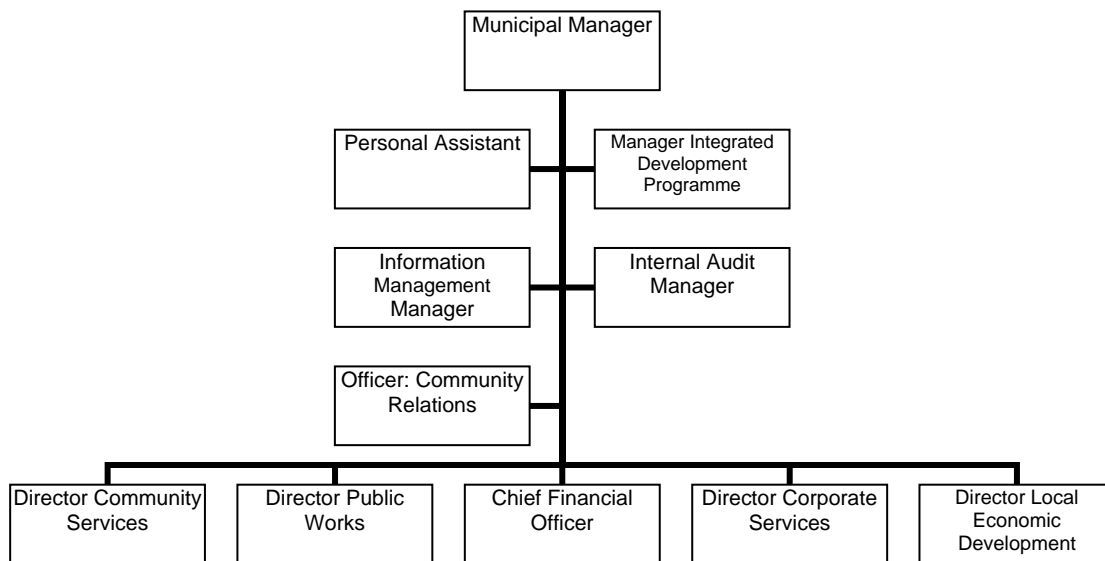 Municipal Manager
Personal Assistant
Manager Integrated
Development
Programme
Information
Management
Manager
Internal Audit
Manager
Officer: Community
Relations
Director Community
Services
Director Public
Works
Chief Financial
Officer
Director Corporate
Services
Director Local
Economic
Development